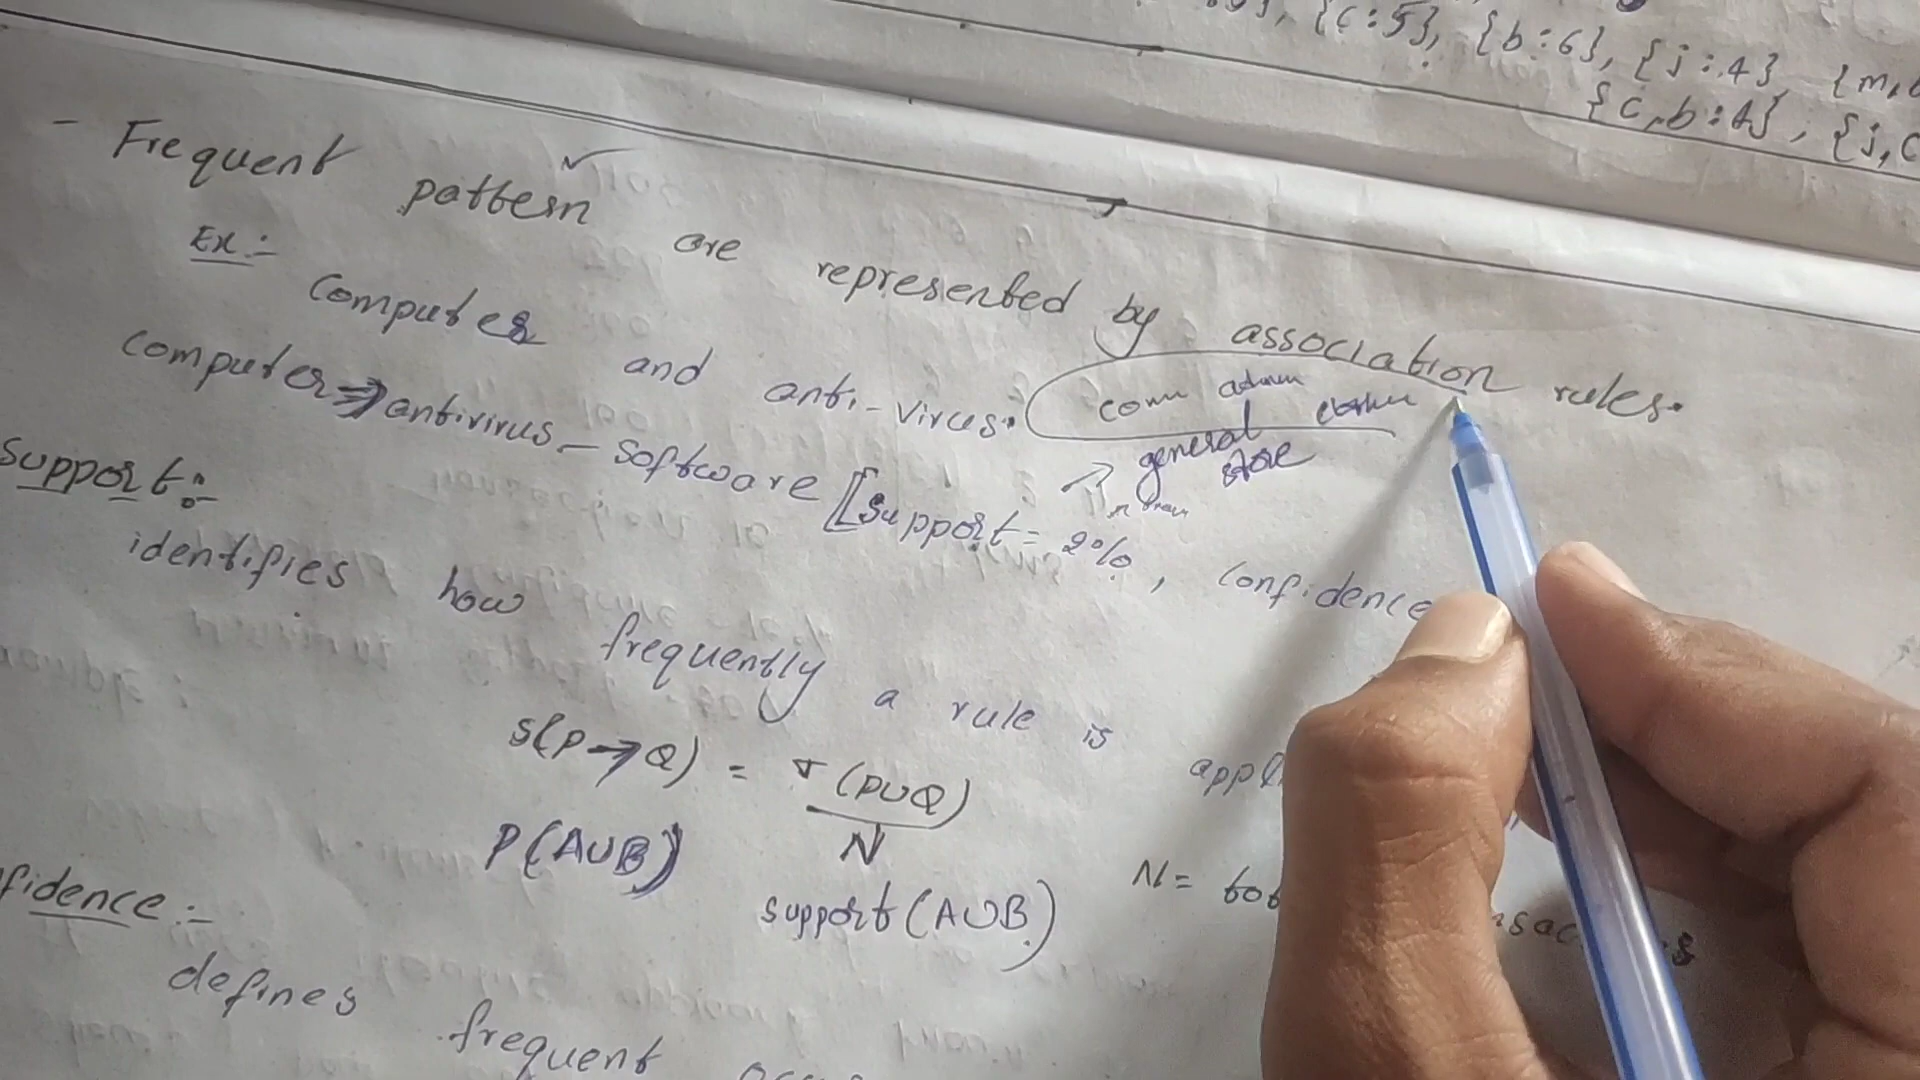 {c:5}, {b:6}, {j:4}, {m,
{c,b:4}, {j,c
- Frequent pattern are represented by association rules.
Ex:- Computer and anti-virus.
general store
computer ⇒ antivirus - software [support = 2%, confidence
support:-
identifies how frequently a rule is
s(P→Q) = σ(P∪Q)
N
N =
P(A∪B)
support(A∪B)
fidence:-
defines frequent